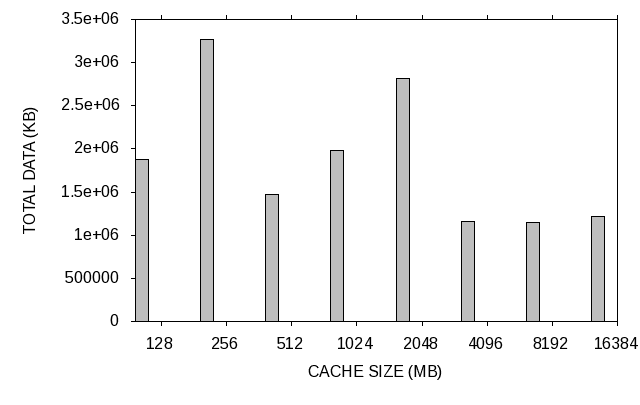 3.5e+06
3e+06
2.5e+06
2e+06
1.5e+06
1e+06
500000
0
TOTAL DATA (KB)
128 256 512 1024 2048 4096 8192 16384
CACHE SIZE (MB)